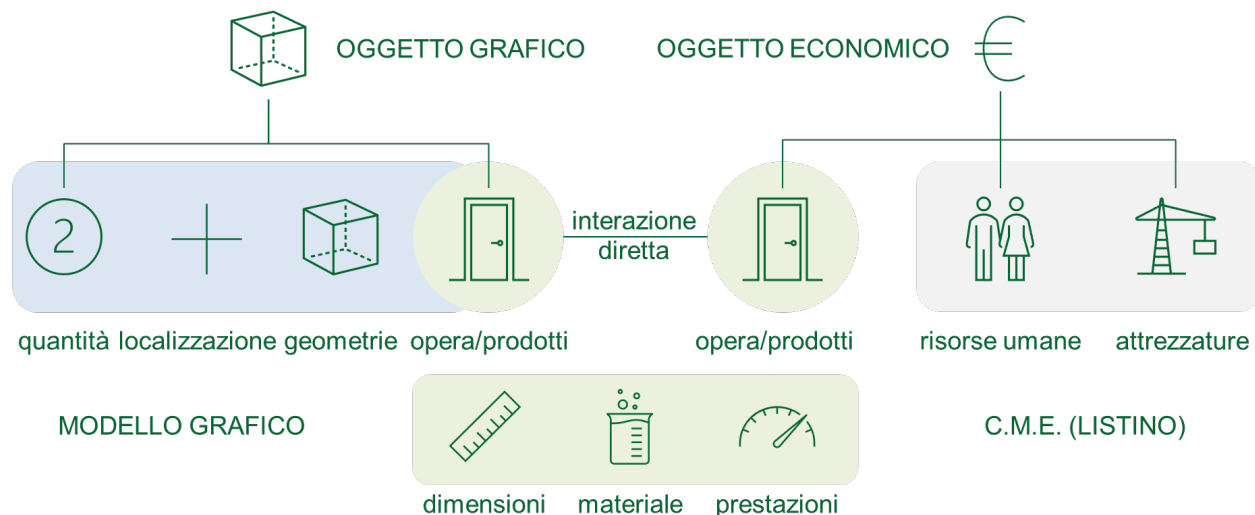 OGGETTO GRAFICO
OGGETTO ECONOMICO
2
interazione
diretta
quantità localizzazione geometrie opera/prodotti
opera/prodotti
risorse umane
attrezzature
MODELLO GRAFICO
C.M.E. (LISTINO)
dimensioni
materiale
prestazioni